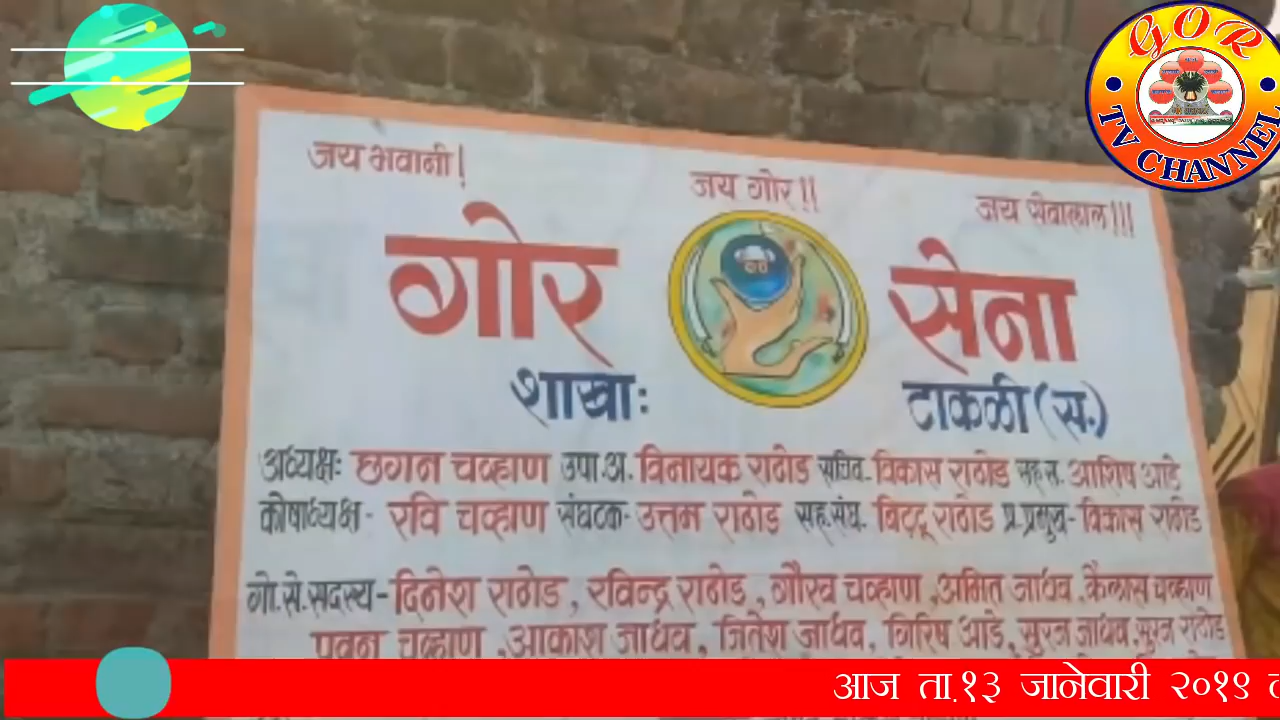 GOR
TV CHANNEL
जय भवानी!
जय गोर!!
जय सेवालाल!!!
गोर सेना
शाखाः टाकळी (स.)
अध्यक्षः छगन चव्हाण उपा.अ. विनायक राठोड सचिव. विकास राठोड सह.स. आशिष आडे
कोषाध्यक्ष - रवि चव्हाण संघटक- उत्तम राठोड सह.संघ. बिट्टू राठोड प्र.प्रमुख- विकास राठोड
गो.से.सदस्य - दिनेश राठोड, रविन्द्र राठोड, गौरव चव्हाण, अमित जाधव, कैलास चव्हाण
पवन चव्हाण, आकाश जाधव, जितेश जाधव, गिरिष आडे, सुरज जाधव, सुरज राठोड
आज ता.१३ जानेवारी २०१९